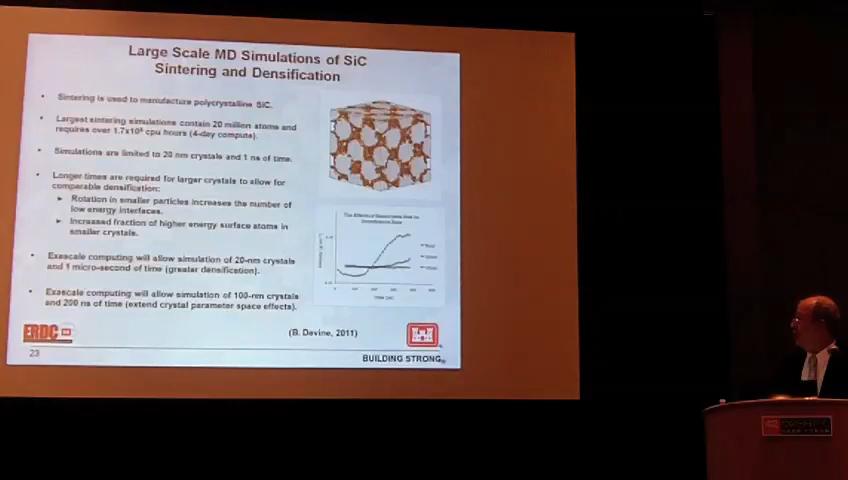 Large Scale MD Simulations of SiC
Sintering and Densification
• Sintering is used to manufacture polycrystalline SiC.
• Largest sintering simulations contain 20 million atoms and
requires over 1.7x10⁵ cpu hours (4-day compute).
• Simulations are limited to 20 nm crystals and 1 ns of time.
• Longer times are required for larger crystals to allow for
comparable densification:
➤ Rotation in smaller particles increases the number of
low energy interfaces.
➤ Increased fraction of higher energy surface atoms in
smaller crystals.
• Exascale computing will allow simulation of 20-nm crystals
and 1 micro-second of time (greater densification).
• Exascale computing will allow simulation of 100-nm crystals
and 200 ns of time (extend crystal parameter space effects).
(B. Devine, 2011)
ERDC
23
BUILDING STRONG®